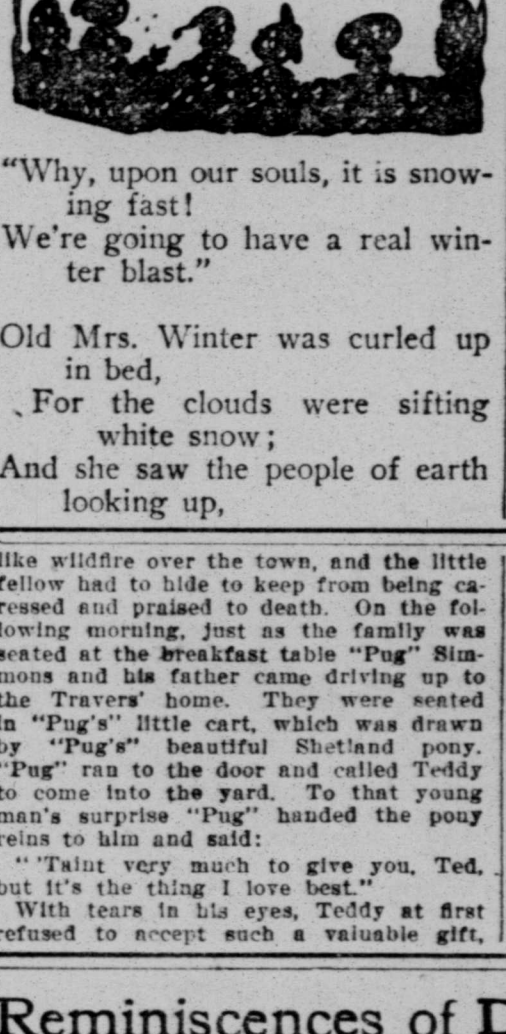 "Why, upon our souls, it is snow-
ing fast!
We're going to have a real win-
ter blast."
Old Mrs. Winter was curled up
in bed,
For the clouds were sifting
white snow;
And she saw the people of earth
looking up,
like wildfire over the town, and the little
fellow had to hide to keep from being ca-
ressed and praised to death. On the fol-
lowing morning, just as the family was
seated at the breakfast table "Pug" Sim-
mons and his father came driving up to
the Travers' home. They were seated
in "Pug's" little cart, which was drawn
by "Pug's" beautiful Shetland pony.
"Pug" ran to the door and called Teddy
to come into the yard. To that young
man's surprise "Pug" handed the pony
reins to him and said:
"'Taint very much to give you, Ted,
but it's the thing I love best."
With tears in his eyes, Teddy at first
refused to accept such a valuable gift,
Reminiscences of